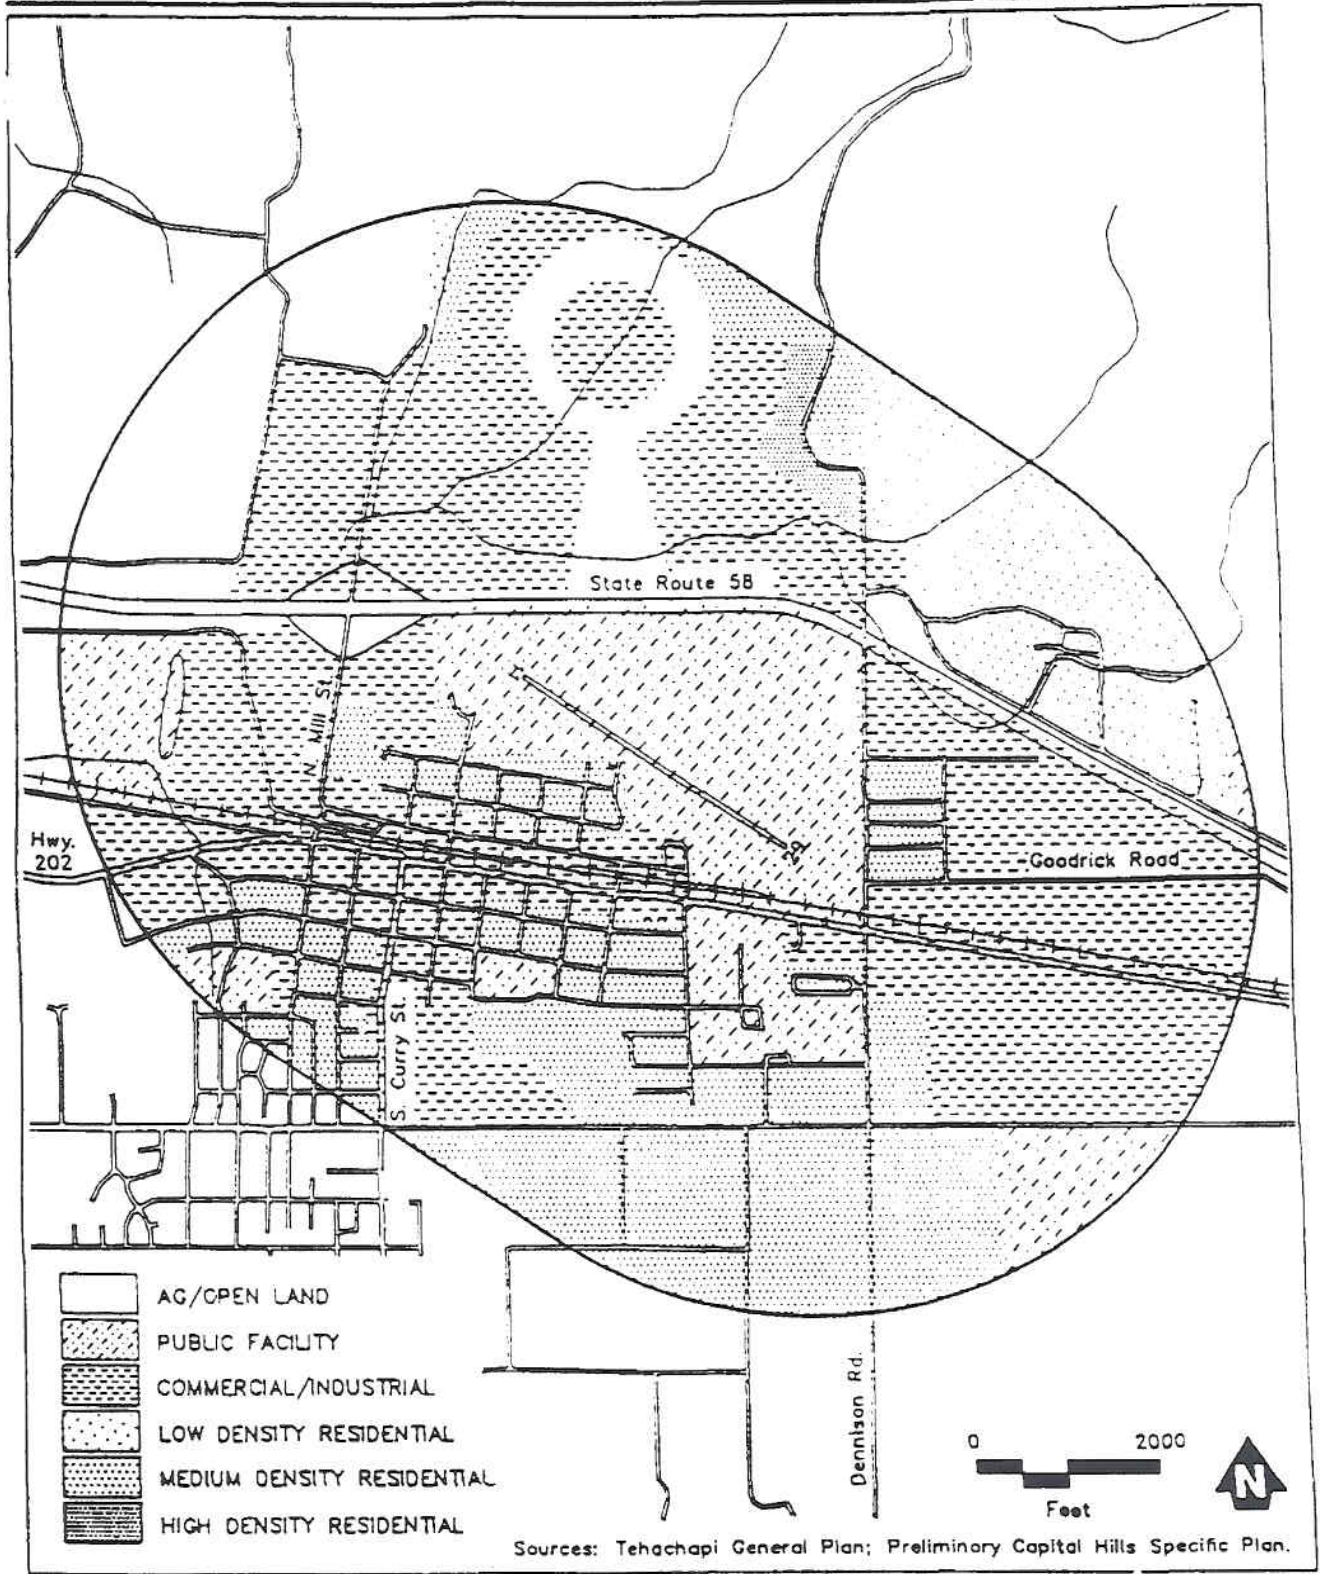 State Route 58
N. Mill St.
Hwy.
202
29
Goodrick Road
S. Curry St.
AG/OPEN LAND
PUBLIC FACILITY
COMMERCIAL/INDUSTRIAL
LOW DENSITY RESIDENTIAL
MEDIUM DENSITY RESIDENTIAL
HIGH DENSITY RESIDENTIAL
Dennison Rd.
0 2000
Feet
N
Sources: Tehachapi General Plan; Preliminary Capital Hills Specific Plan.